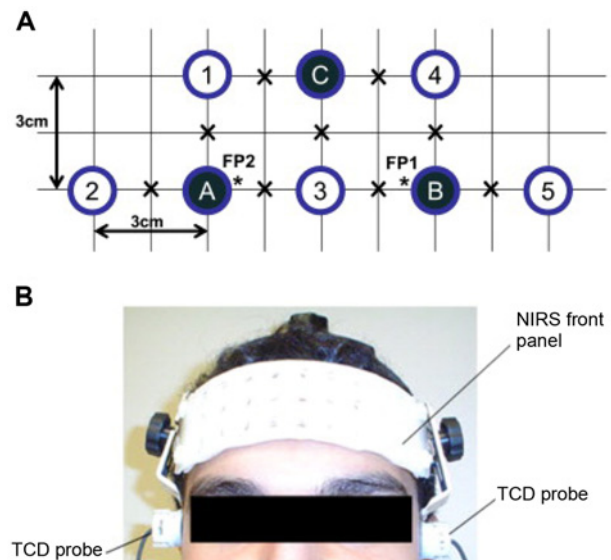 A
1 C 4
3cm
FP2 FP1
2 A * 3 * B 5
3cm
B
NIRS front
panel
TCD probe
TCD probe